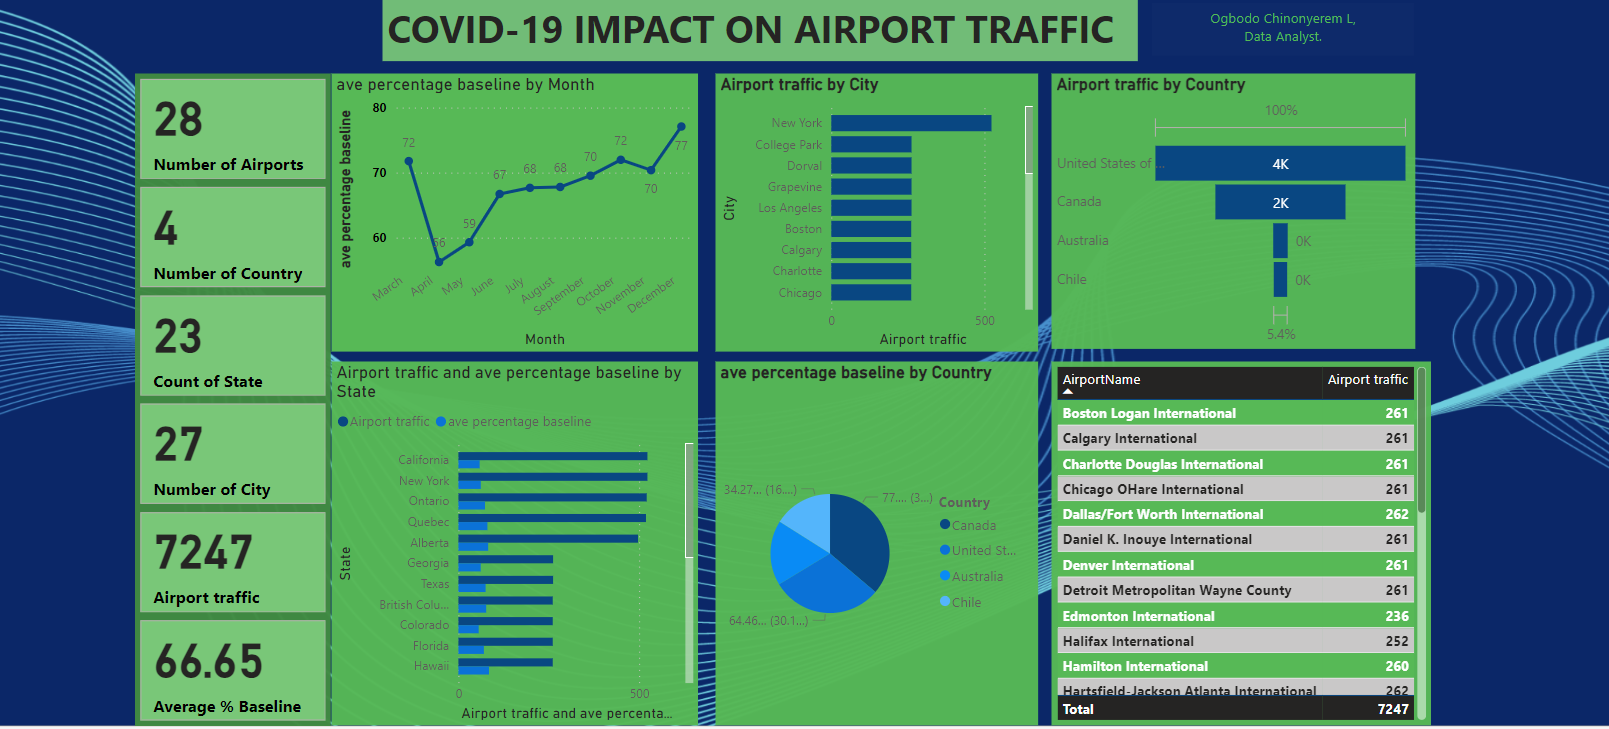 COVID-19 IMPACT ON AIRPORT TRAFFIC
Ogbodo Chinonyerem L,
Data Analyst.
28
Number of Airports
4
Number of Country
23
Count of State
27
Number of City
7247
Airport traffic
66.65
Average % Baseline
ave percentage baseline by Month
ave percentage baseline
80
70
60
72
56
59
67
68
68
70
72
70
77
March
April
May
June
July
August
September
October
November
December
Month
Airport traffic by City
City
New York
College Park
Dorval
Grapevine
Los Angeles
Boston
Calgary
Charlotte
Chicago
0
500
Airport traffic
Airport traffic by Country
100%
United States of ...
4K
Canada
2K
Australia
0K
Chile
0K
5.4%
Airport traffic and ave percentage baseline by
State
Airport traffic
ave percentage baseline
State
California
New York
Ontario
Quebec
Alberta
Georgia
Texas
British Colu...
Colorado
Florida
Hawaii
0
500
Airport traffic and ave percenta...
ave percentage baseline by Country
34.27... (16....)
77.... (3...)
64.46... (30.1...)
Country
Canada
United St...
Australia
Chile
AirportName Airport traffic
Boston Logan International 261
Calgary International 261
Charlotte Douglas International 261
Chicago OHare International 261
Dallas/Fort Worth International 262
Daniel K. Inouye International 261
Denver International 261
Detroit Metropolitan Wayne County 261
Edmonton International 236
Halifax International 252
Hamilton International 260
Hartsfield-Jackson Atlanta International 262
Total 7247